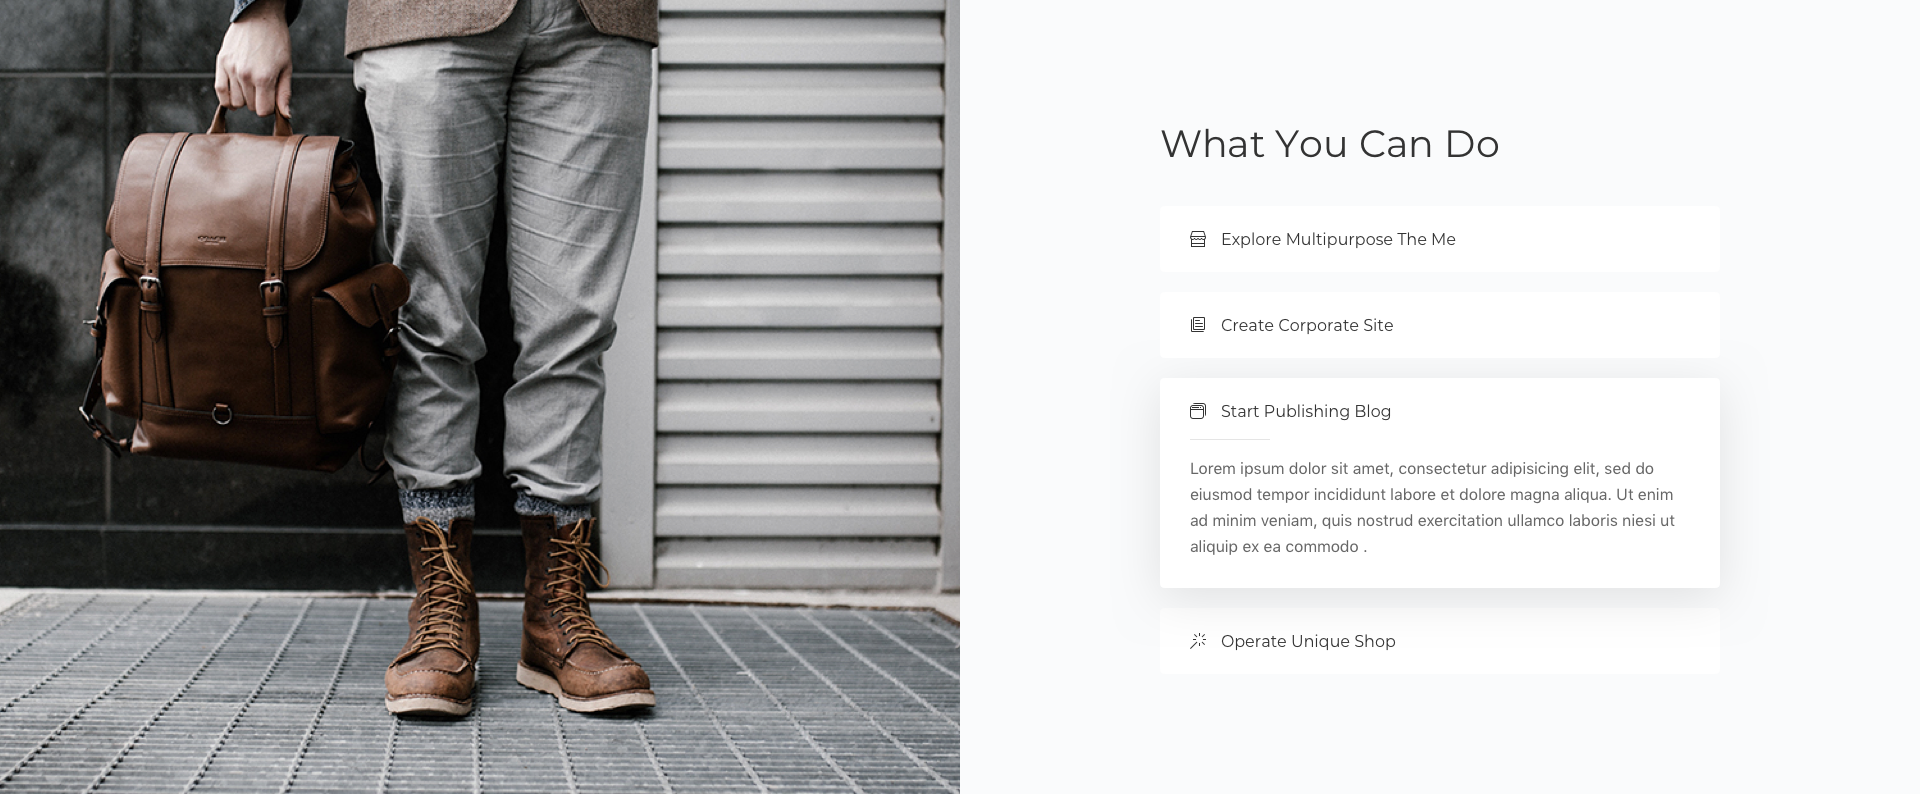 What You Can Do
Explore Multipurpose The Me
Create Corporate Site
Start Publishing Blog
Lorem ipsum dolor sit amet, consectetur adipisicing elit, sed do
eiusmod tempor incididunt labore et dolore magna aliqua. Ut enim
ad minim veniam, quis nostrud exercitation ullamco laboris niesi ut
aliquip ex ea commodo .
Operate Unique Shop